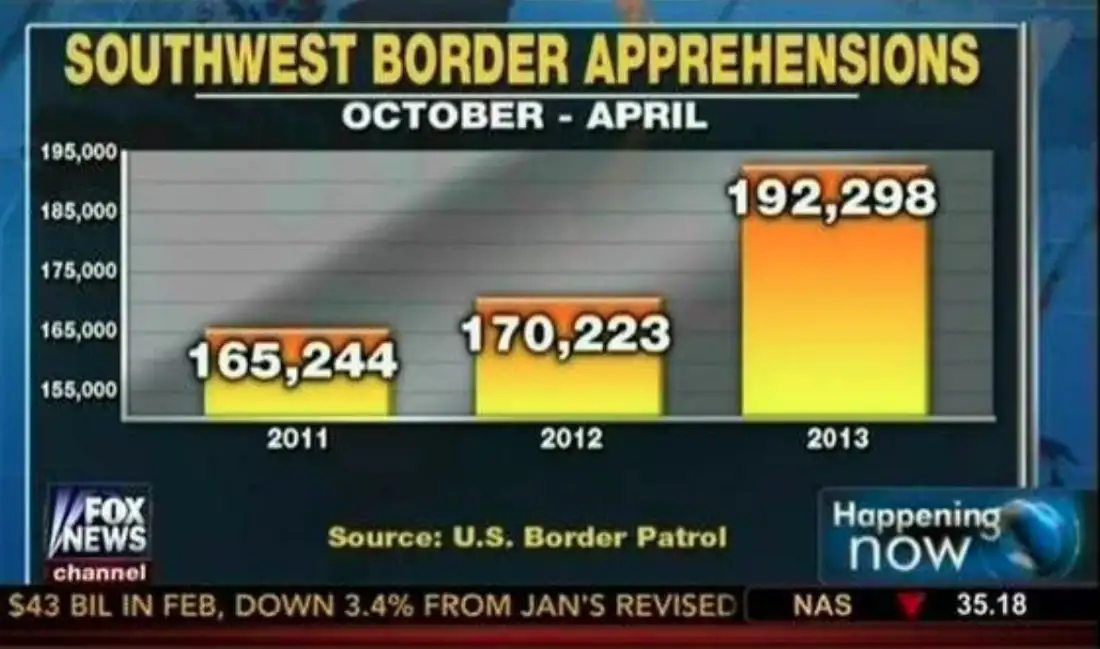 SOUTHWEST BORDER APPREHENSIONS
OCTOBER - APRIL
195,000
185,000
175,000
165,000
155,000
165,244
170,223
192,298
2011
2012
2013
FOX
NEWS
channel
Source: U.S. Border Patrol
Happening
now
$43 BIL IN FEB, DOWN 3.4% FROM JAN'S REVISED
NAS ▼ 35.18